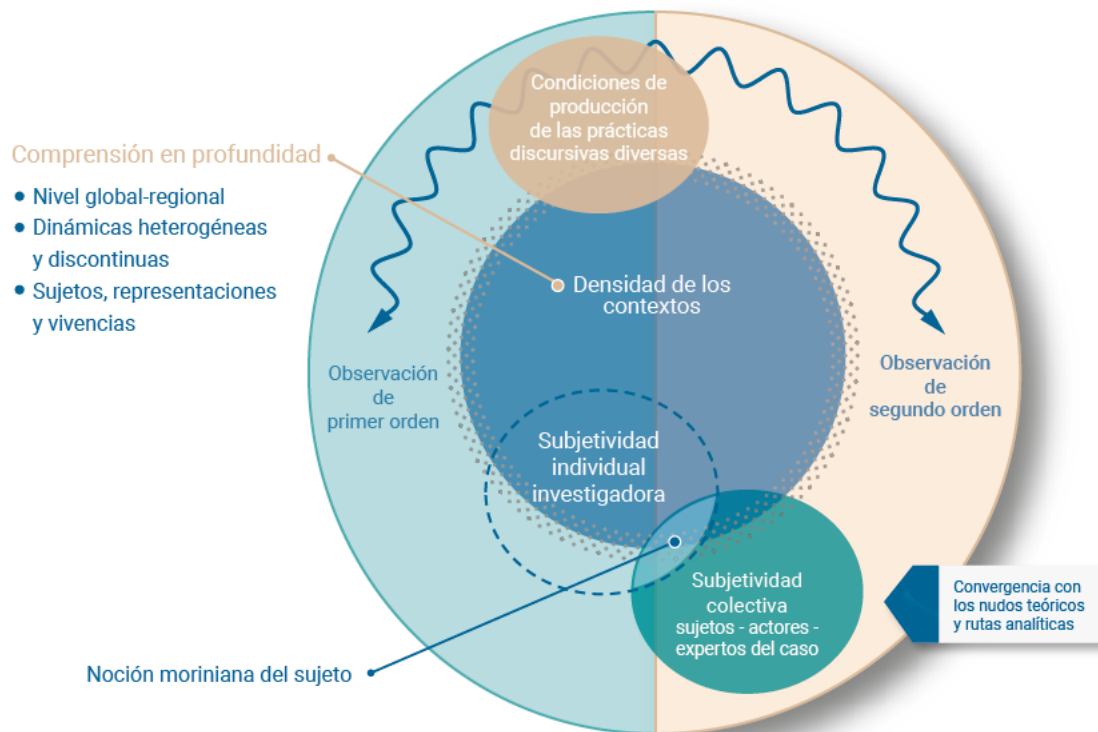 Condiciones de
producción
de las prácticas
discursivas diversas
Comprensión en profundidad
Nivel global-regional
Dinámicas heterogéneas
y discontinuas
Sujetos, representaciones
y vivencias
Densidad de los
contextos
Observación
de
primer orden
Observación
de
segundo orden
Subjetividad
individual
investigadora
Subjetividad
colectiva
sujetos - actores -
expertos del caso
Convergencia con
los nudos teóricos
y rutas analíticas
Noción moriniana del sujeto